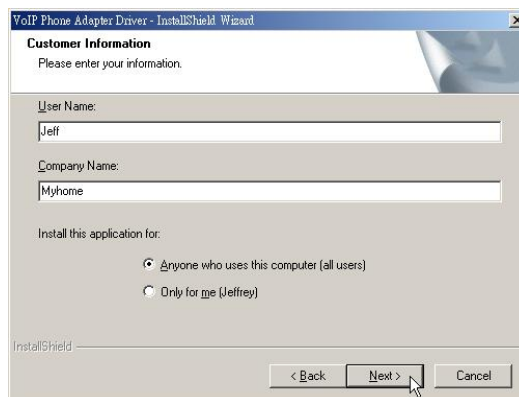 VoIP Phone Adapter Driver - InstallShield Wizard
Customer Information
Please enter your information.
User Name:
Jeff
Company Name:
Myhome
Install this application for:
Anyone who uses this computer (all users)
Only for me (Jeffrey)
InstallShield
< Back Next > Cancel